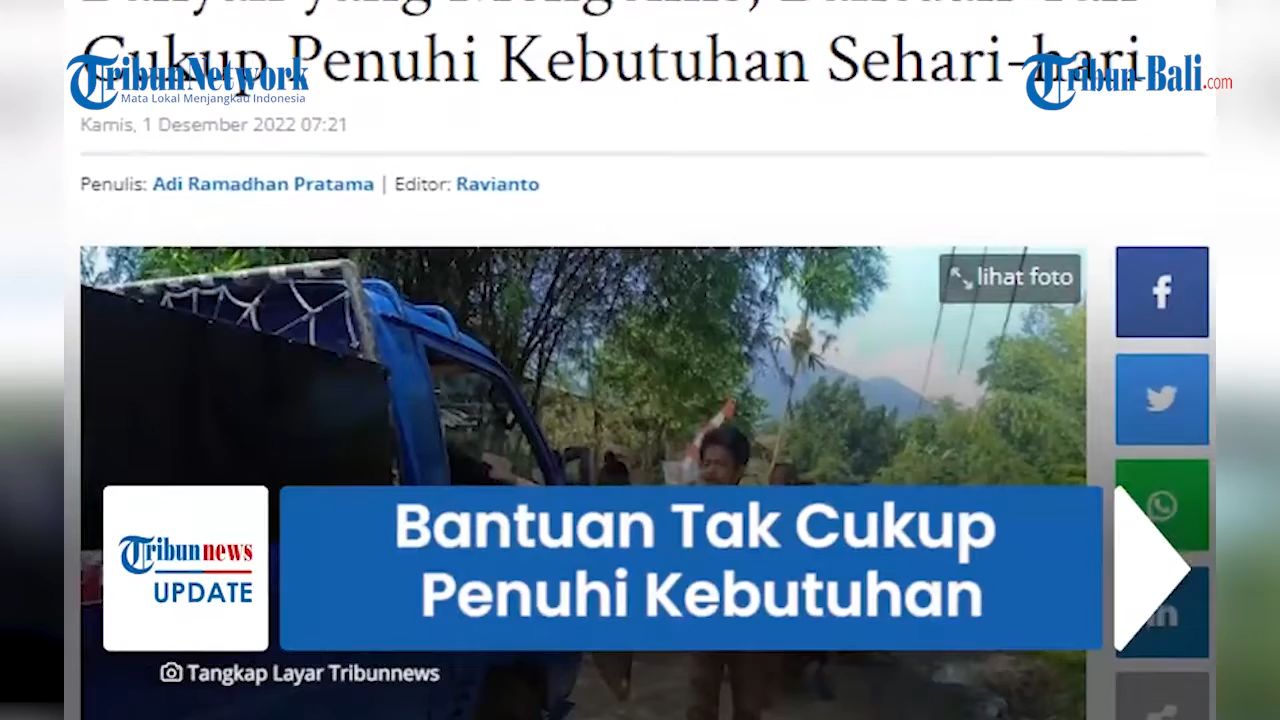 Cukup Penuhi Kebutuhan Sehari-hari
TribunNetwork
Mata Lokal Menjangkau Indonesia
Tribun-Bali.com
Kamis, 1 Desember 2022 07:21
Penulis: Adi Ramadhan Pratama | Editor: Ravianto
lihat foto
Tribunnews
UPDATE
Bantuan Tak Cukup
Penuhi Kebutuhan
Tangkap Layar Tribunnews